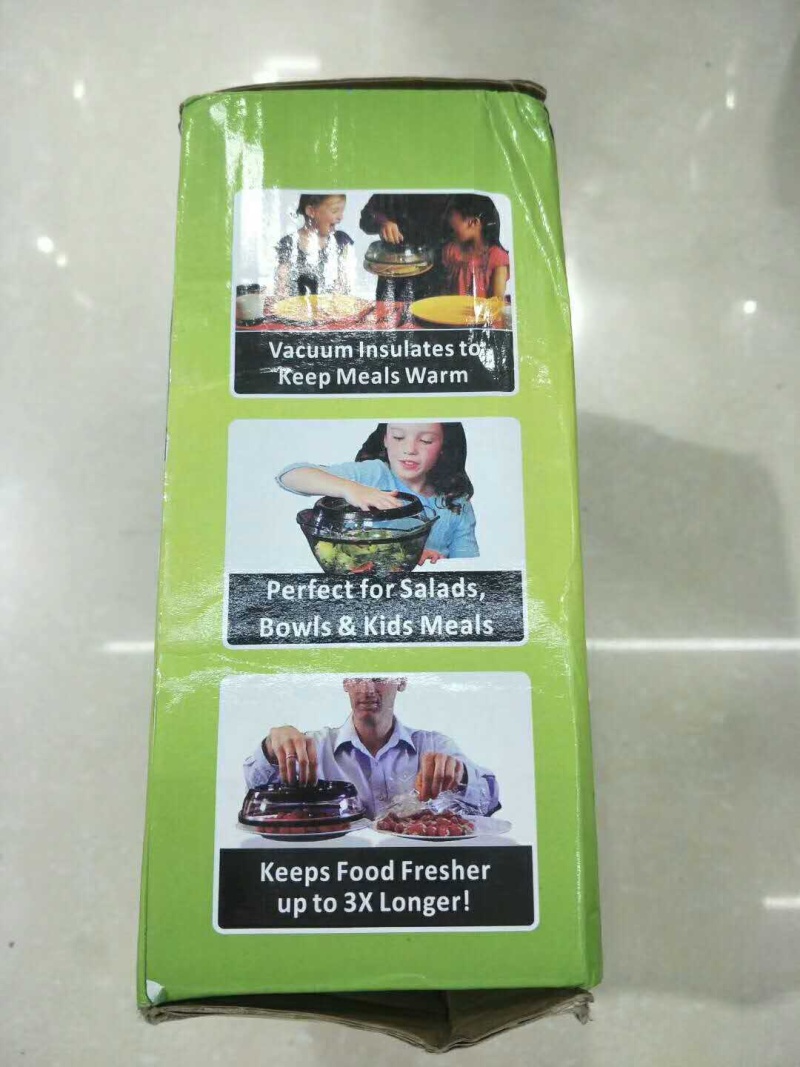 Vacuum Insulates to
Keep Meals Warm
Perfect for Salads,
Bowls & Kids Meals
Keeps Food Fresher
up to 3X Longer!